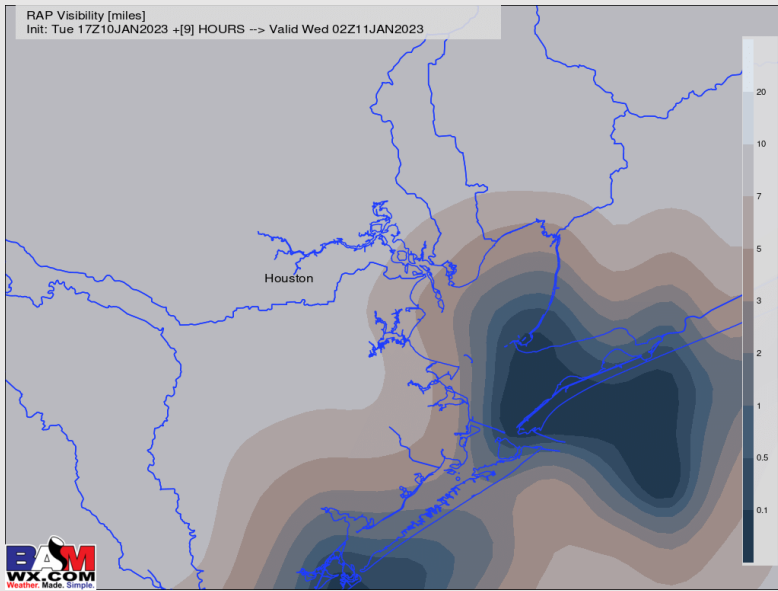 RAP Visibility [miles]
Init: Tue 17Z10JAN2023 +[9] HOURS --> Valid Wed 02Z11JAN2023
20
10
7
5
3
2
1
0.5
0.1
Houston
BAM
WX.COM
Weather. Made. Simple.